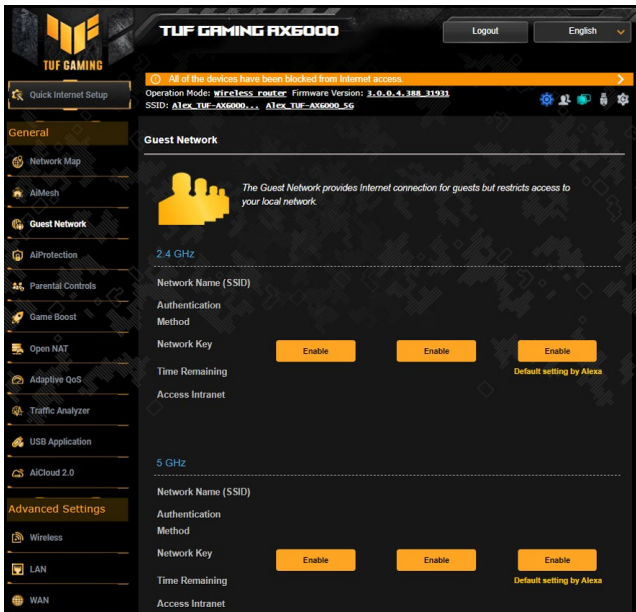 TUF GAMING AX6000
Logout
English
TUF GAMING
All of the devices have been blocked from Internet access.
Quick Internet Setup
Operation Mode: Wireless router Firmware Version: 3.0.0.4.388_31931
SSID: Alex_TUF-AX6000... Alex_TUF-AX6000_5G
General
Network Map
AiMesh
Guest Network
AiProtection
Parental Controls
Game Boost
Open NAT
Adaptive QoS
Traffic Analyzer
USB Application
AiCloud 2.0
Advanced Settings
Wireless
LAN
WAN
Guest Network
The Guest Network provides Internet connection for guests but restricts access to
your local network.
2.4 GHz
Network Name (SSID)
Authentication
Method
Network Key
Enable Enable Enable
Time Remaining
Default setting by Alexa
Access Intranet
5 GHz
Network Name (SSID)
Authentication
Method
Network Key
Enable Enable Enable
Time Remaining
Default setting by Alexa
Access Intranet